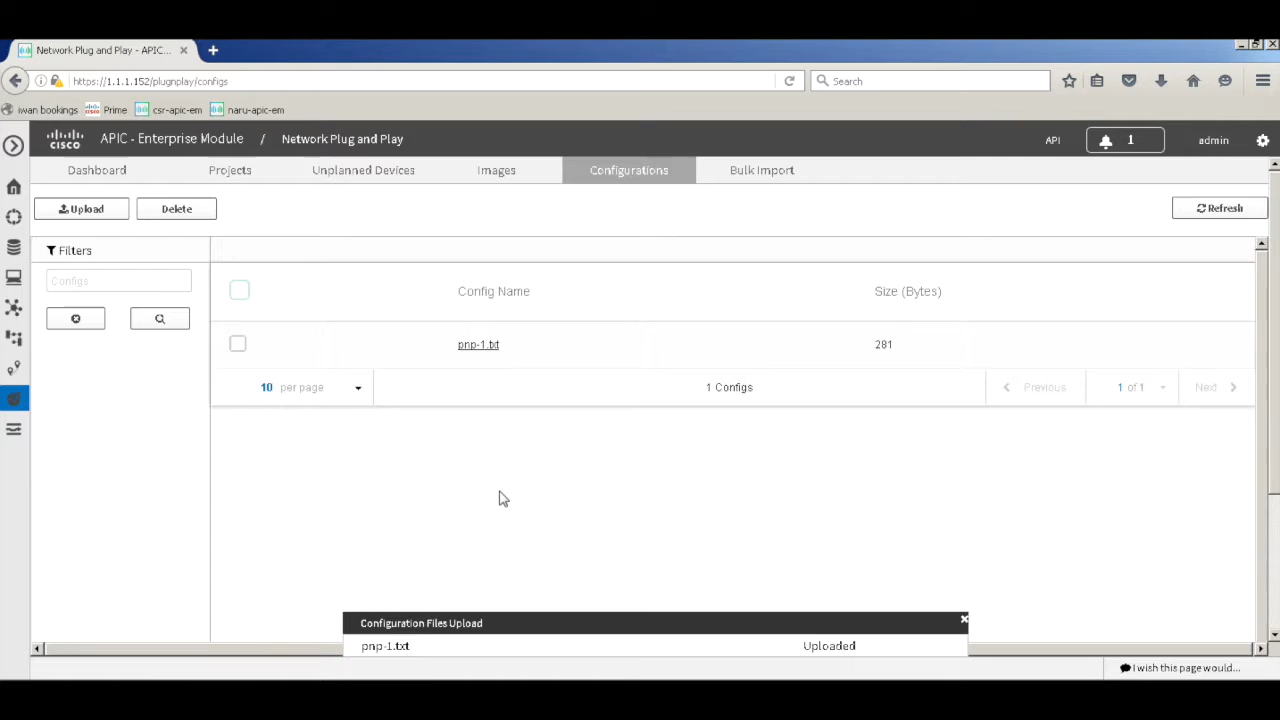 Network Plug and Play - APIC...
https://1.1.1.152/plugnplay/configs
Search
iwan bookings Prime csr-apic-em naru-apic-em
CISCO APIC - Enterprise Module / Network Plug and Play API 1 admin
Dashboard Projects Unplanned Devices Images Configurations Bulk Import
Upload Delete Refresh
Filters
Configs
Config Name Size (Bytes)
pnp-1.txt 281
10 per page 1 Configs Previous 1 of 1 Next
Configuration Files Upload
pnp-1.txt Uploaded
I wish this page would...